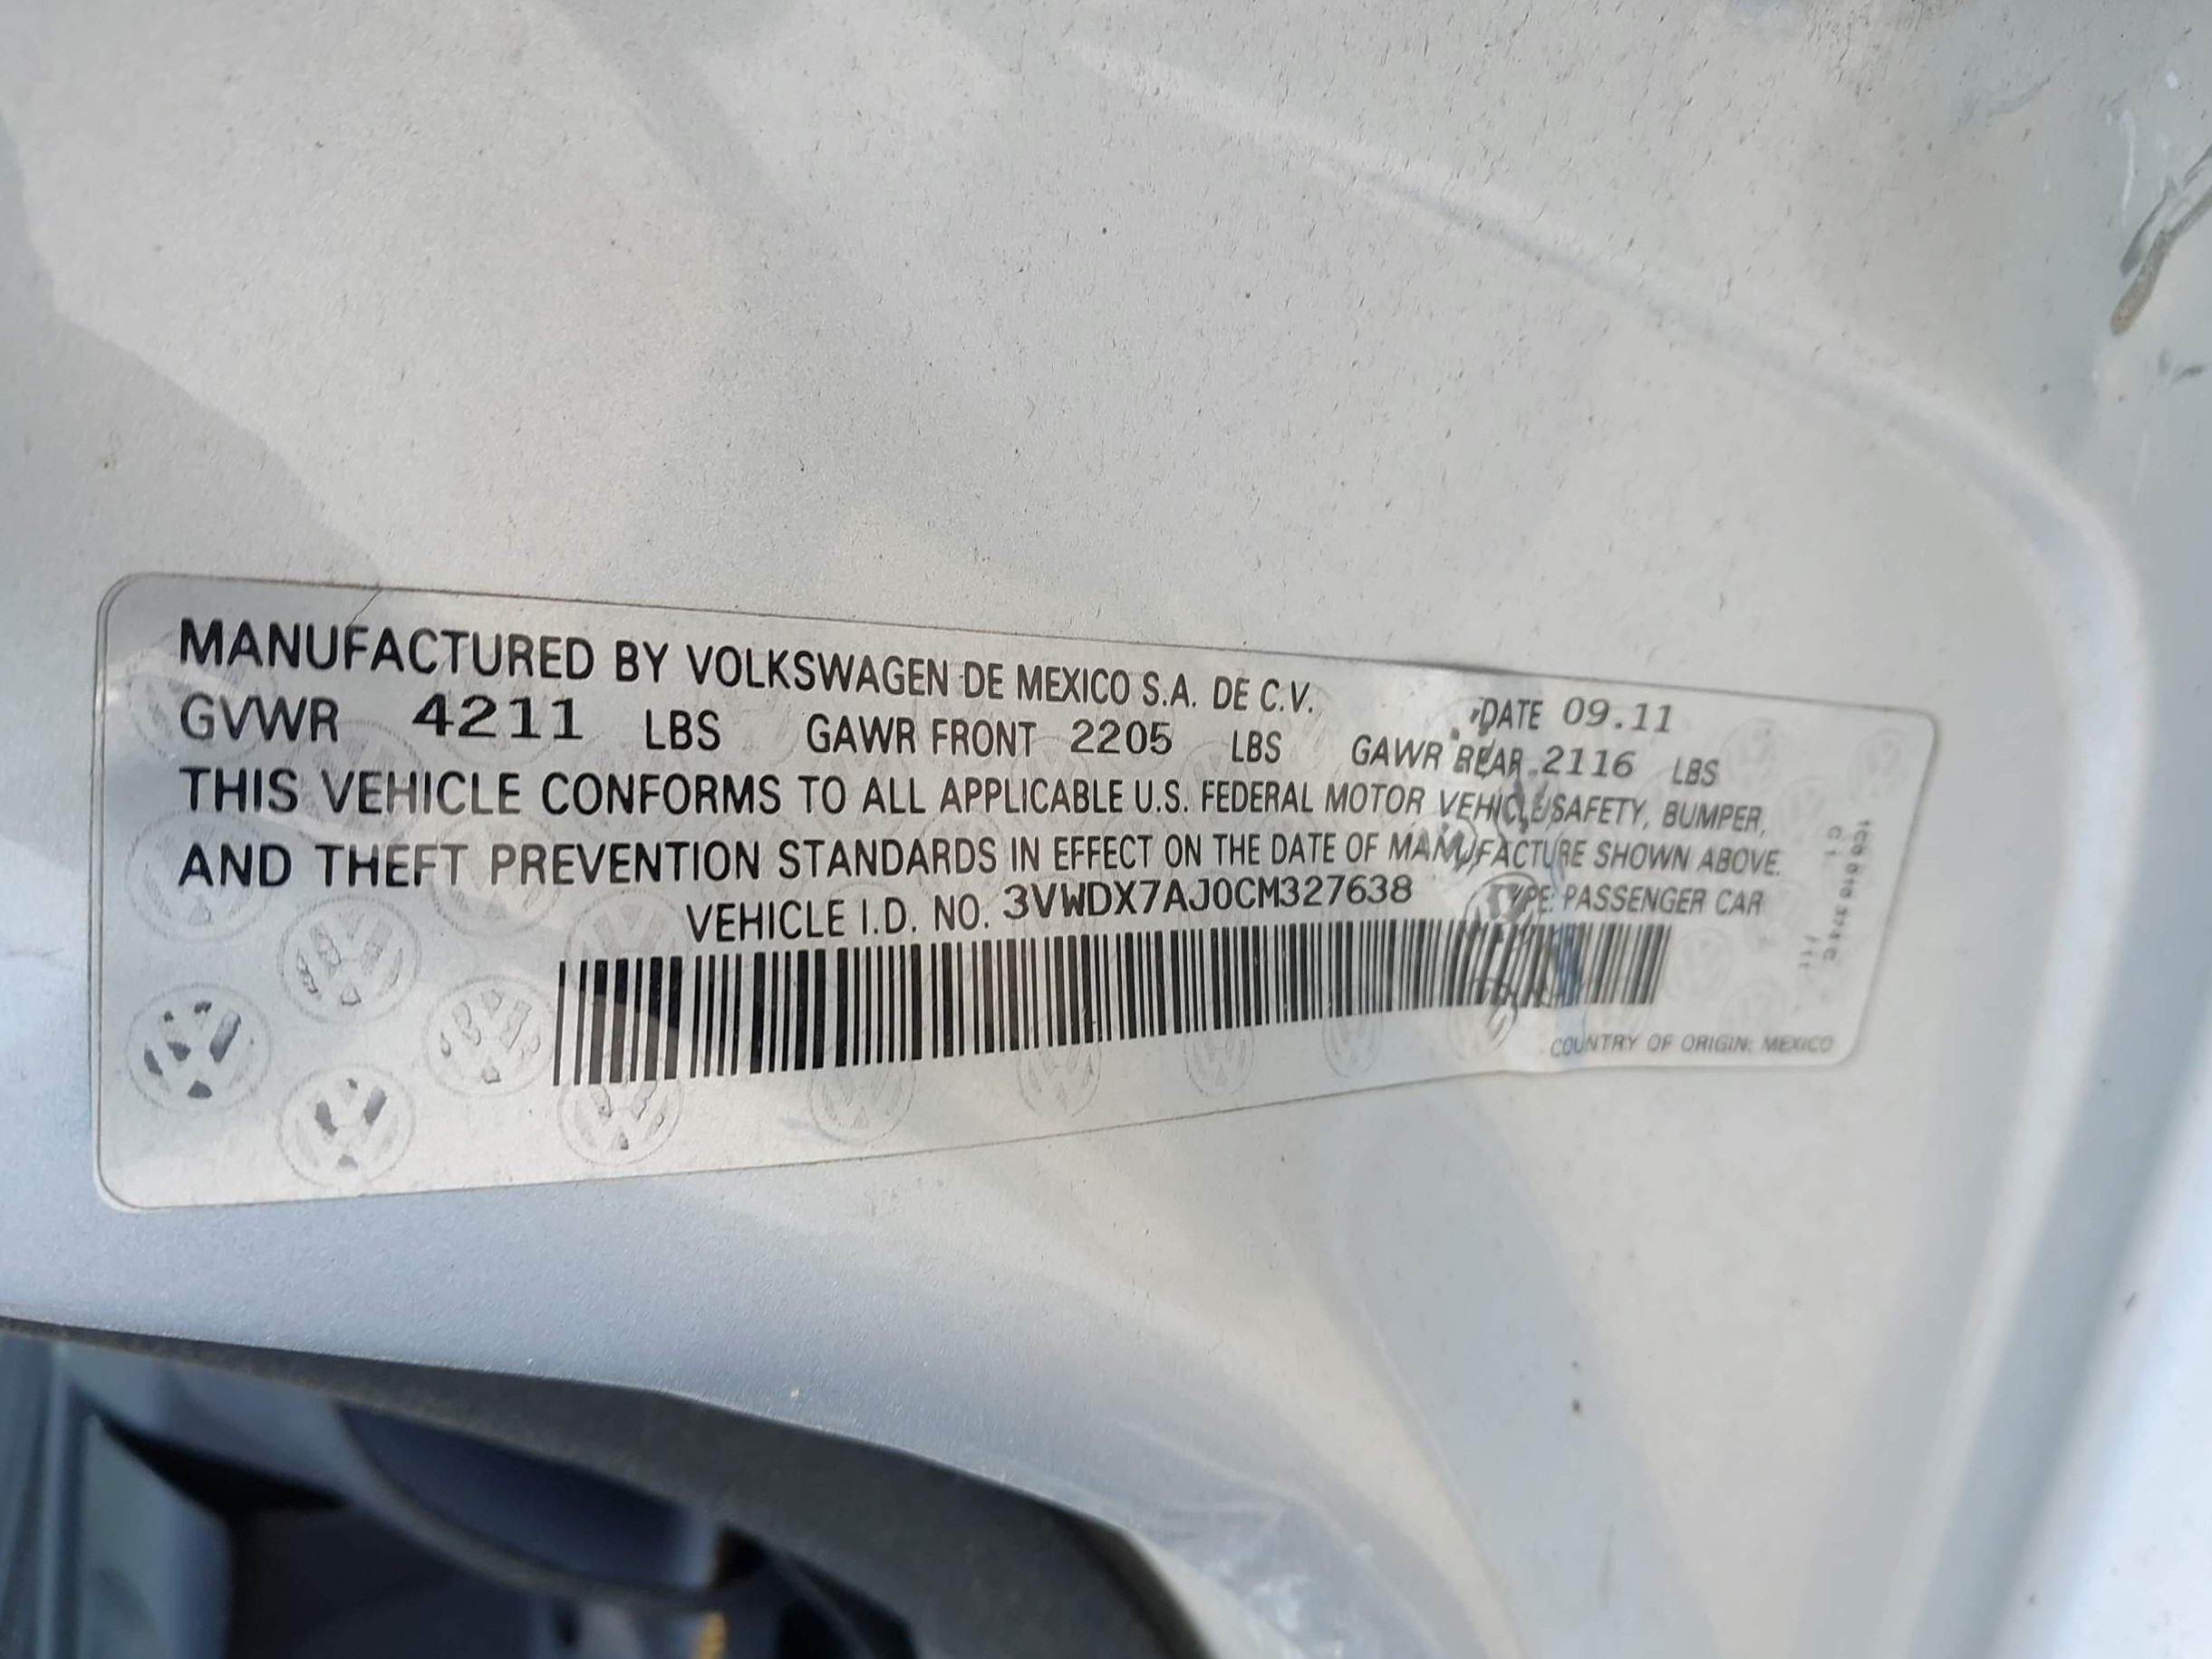 MANUFACTURED BY VOLKSWAGEN DE MEXICO S.A. DE C.V. DATE 09.11
GVWR 4211 LBS GAWR FRONT 2205 LBS GAWR REAR 2116 LBS
THIS VEHICLE CONFORMS TO ALL APPLICABLE U.S. FEDERAL MOTOR VEHICLE SAFETY, BUMPER,
AND THEFT PREVENTION STANDARDS IN EFFECT ON THE DATE OF MANUFACTURE SHOWN ABOVE.
VEHICLE I.D. NO. 3VWDX7AJ0CM327638 TYPE: PASSENGER CAR
COUNTRY OF ORIGIN: MEXICO